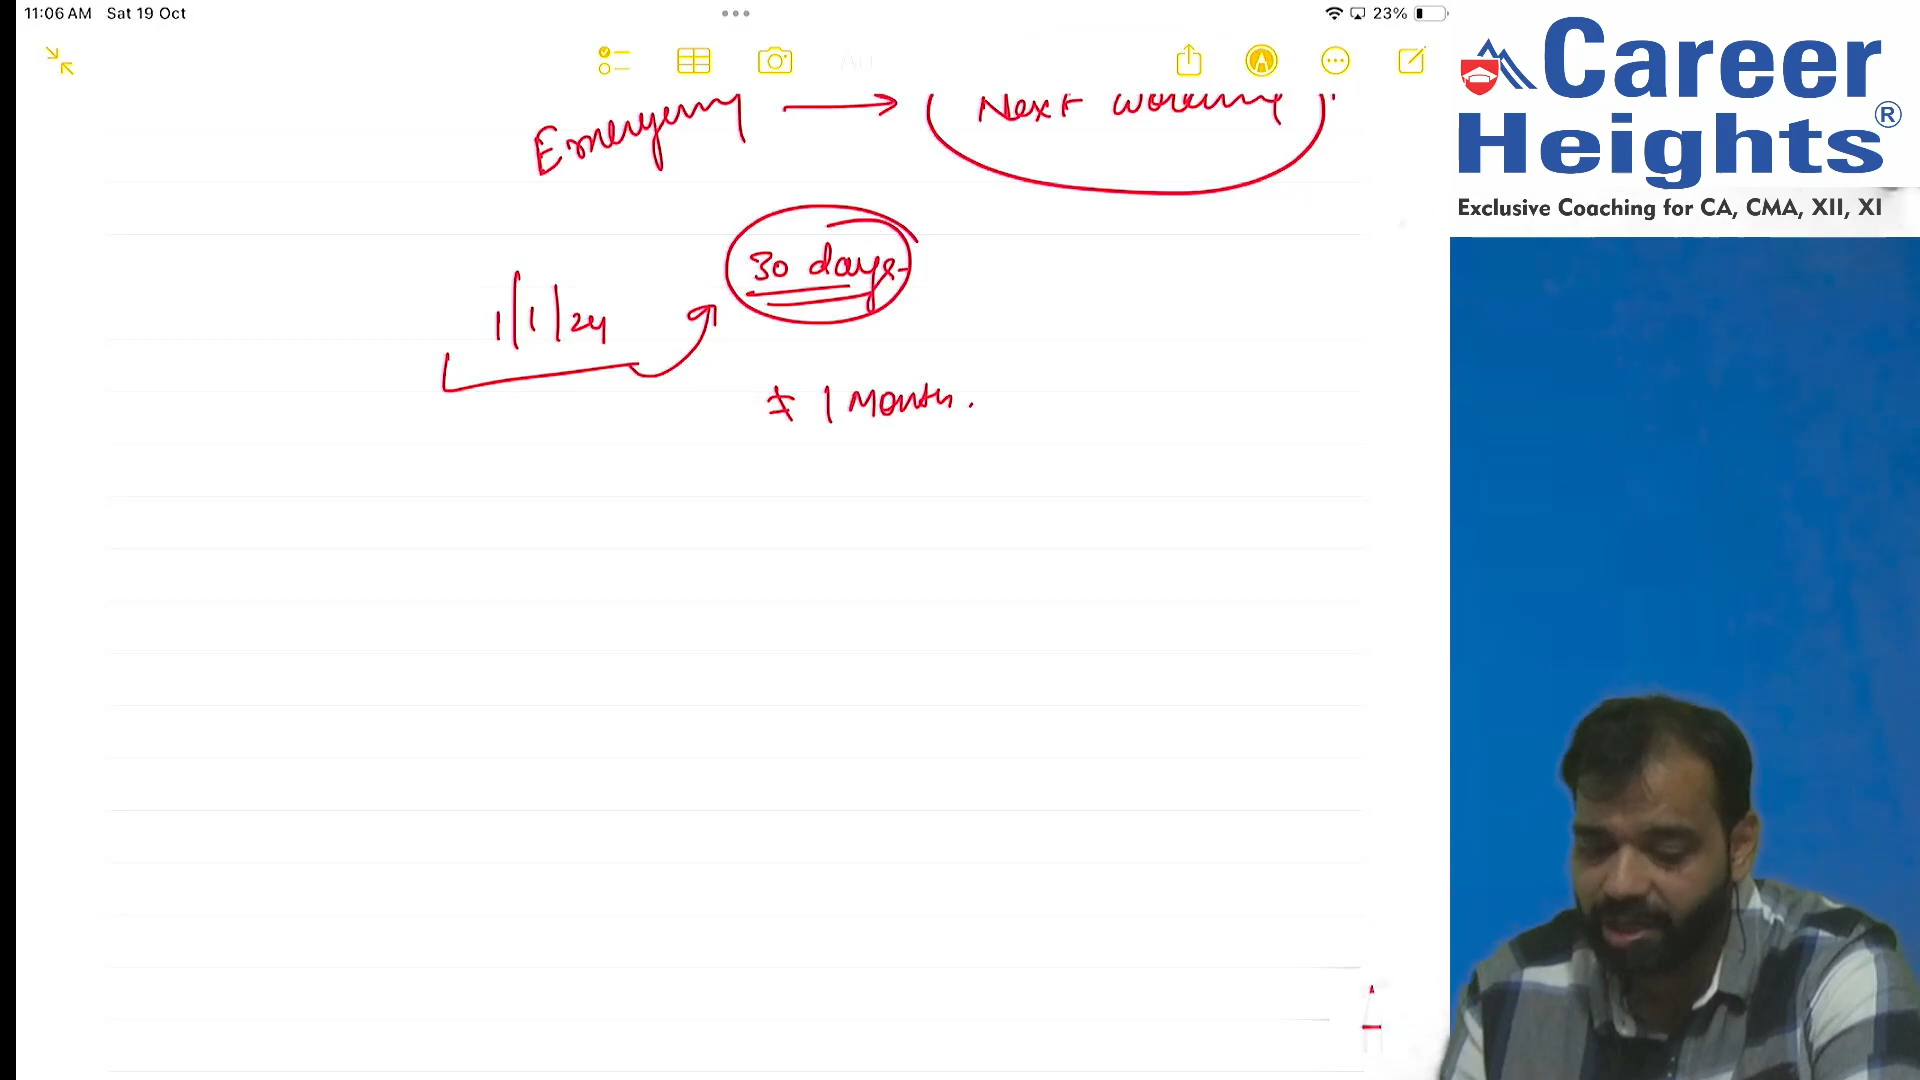 11:06 AM Sat 19 Oct
23%
Emergency → Next working.
30 days
1/1/24
≠ 1 Month.
Career
Heights®
Exclusive Coaching for CA, CMA, XII, XI